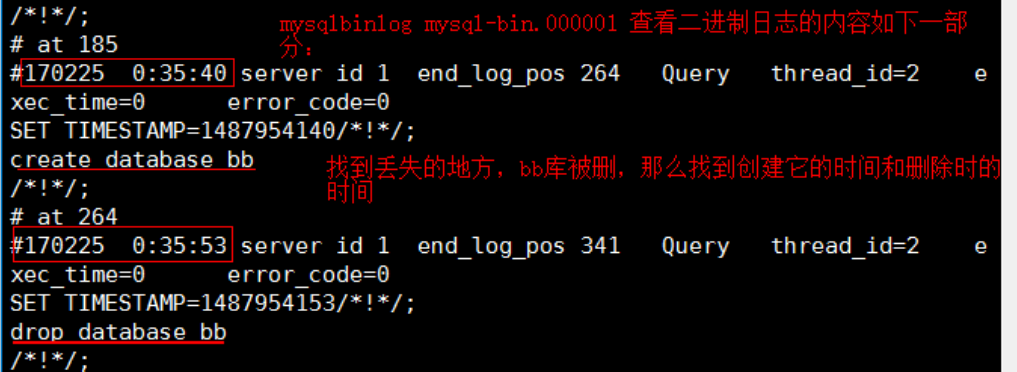 /*!*/;
mysqlbinlog mysql-bin.000001 查看二进制日志的内容如下一部
分：
# at 185
#170225  0:35:40 server id 1  end_log_pos 264   Query   thread_id=2     e
xec_time=0      error_code=0
SET TIMESTAMP=1487954140/*!*/;
create database bb
找到丢失的地方，bb库被删，那么找到创建它的时间和删除时的
时间
/*!*/;
# at 264
#170225  0:35:53 server id 1  end_log_pos 341   Query   thread_id=2     e
xec_time=0      error_code=0
SET TIMESTAMP=1487954153/*!*/;
drop database bb
/*!*/;